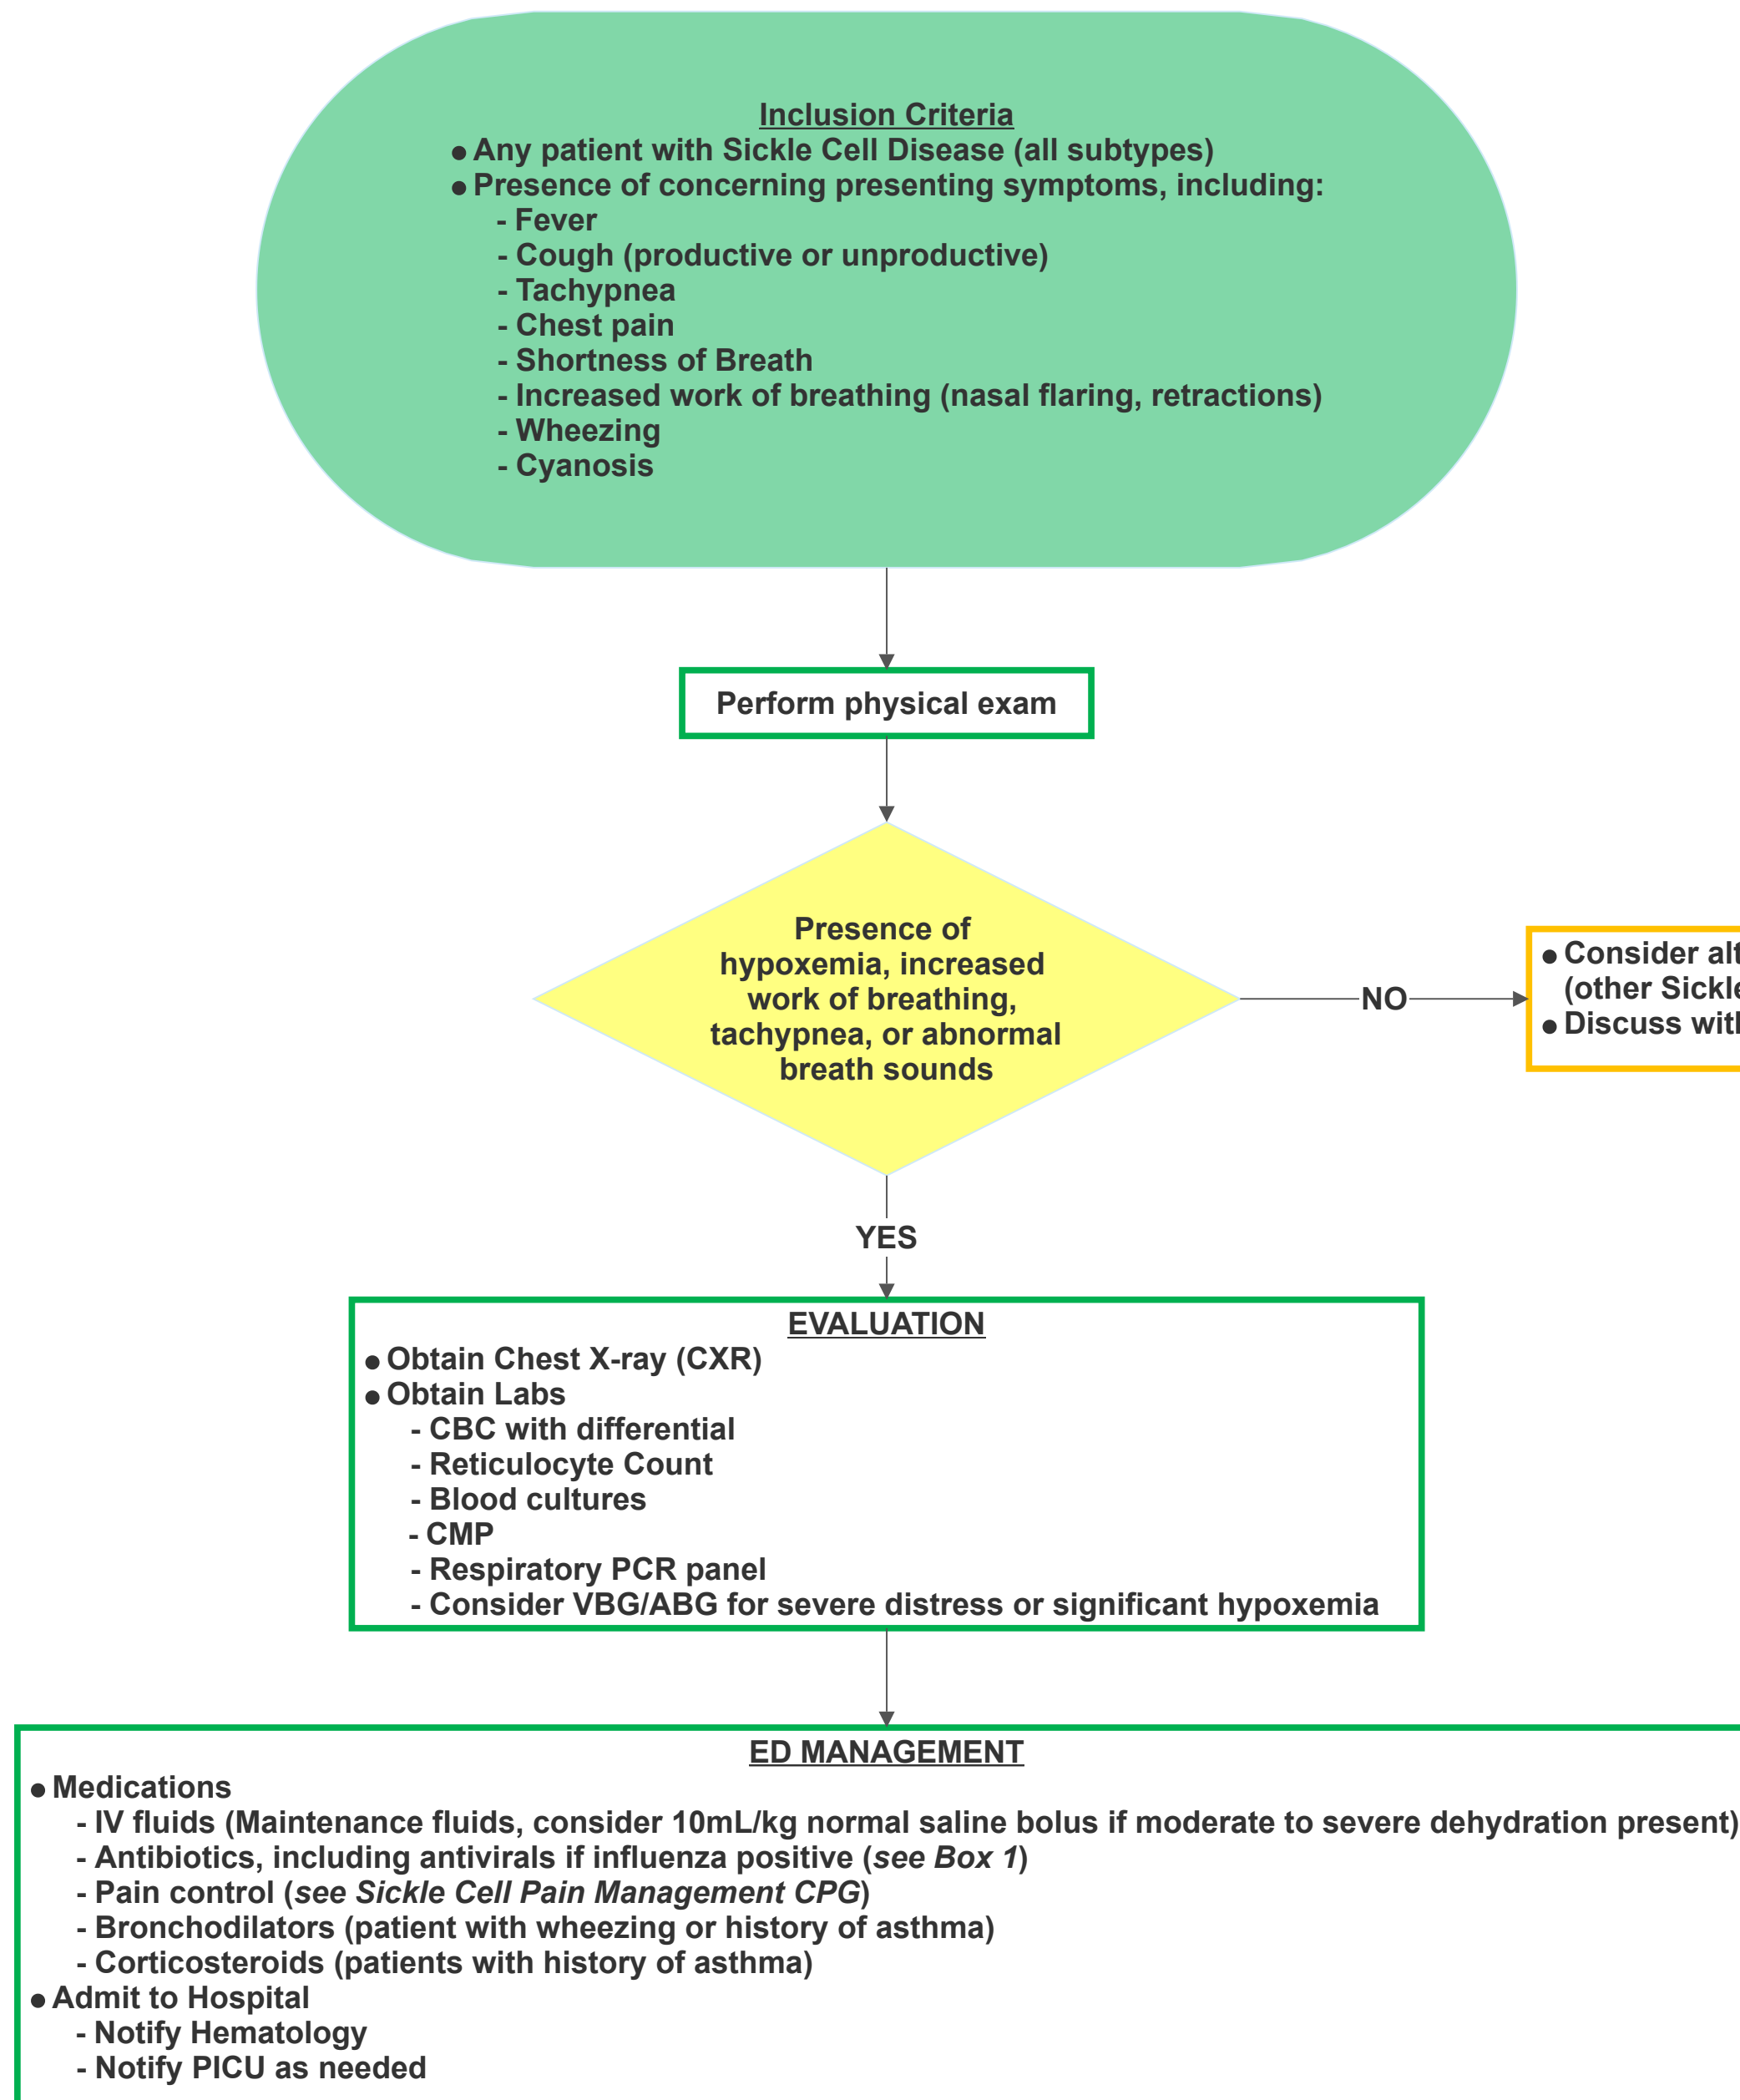 Inclusion Criteria
● Any patient with Sickle Cell Disease (all subtypes)
● Presence of concerning presenting symptoms, including:
- Fever
- Cough (productive or unproductive)
- Tachypnea
- Chest pain
- Shortness of Breath
- Increased work of breathing (nasal flaring, retractions)
- Wheezing
- Cyanosis
Perform physical exam
Presence of
hypoxemia, increased
work of breathing,
tachypnea, or abnormal
breath sounds
NO
● Consider
(other Sickle
● Discuss
YES
EVALUATION
● Obtain Chest X-ray (CXR)
● Obtain Labs
- CBC with differential
- Reticulocyte Count
- Blood cultures
- CMP
- Respiratory PCR panel
- Consider VBG/ABG for severe distress or significant hypoxemia
ED MANAGEMENT
● Medications
- IV fluids (Maintenance fluids, consider 10mL/kg normal saline bolus if moderate to severe dehydration present)
- Antibiotics, including antivirals if influenza positive (see Box 1)
- Pain control (see Sickle Cell Pain Management CPG)
- Bronchodilators (patient with wheezing or history of asthma)
- Corticosteroids (patients with history of asthma)
● Admit to Hospital
- Notify Hematology
- Notify PICU as needed